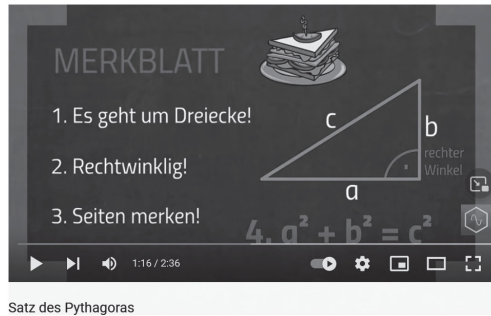 MERKBLATT
1. Es geht um Dreiecke!
2. Rechtwinklig!
3. Seiten merken!
c
b
rechter
Winkel
a
4. a² + b² = c²
1:16 / 2:36
Satz des Pythagoras